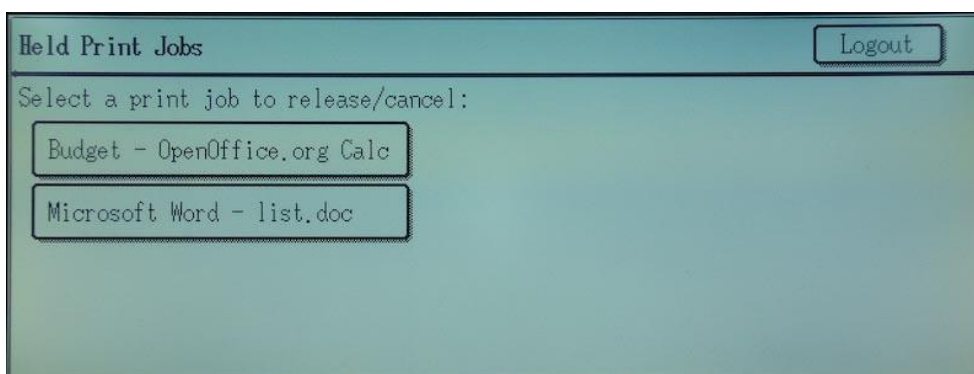 Held Print Jobs
Logout
Select a print job to release/cancel:
Budget - OpenOffice.org Calc
Microsoft Word - list.doc